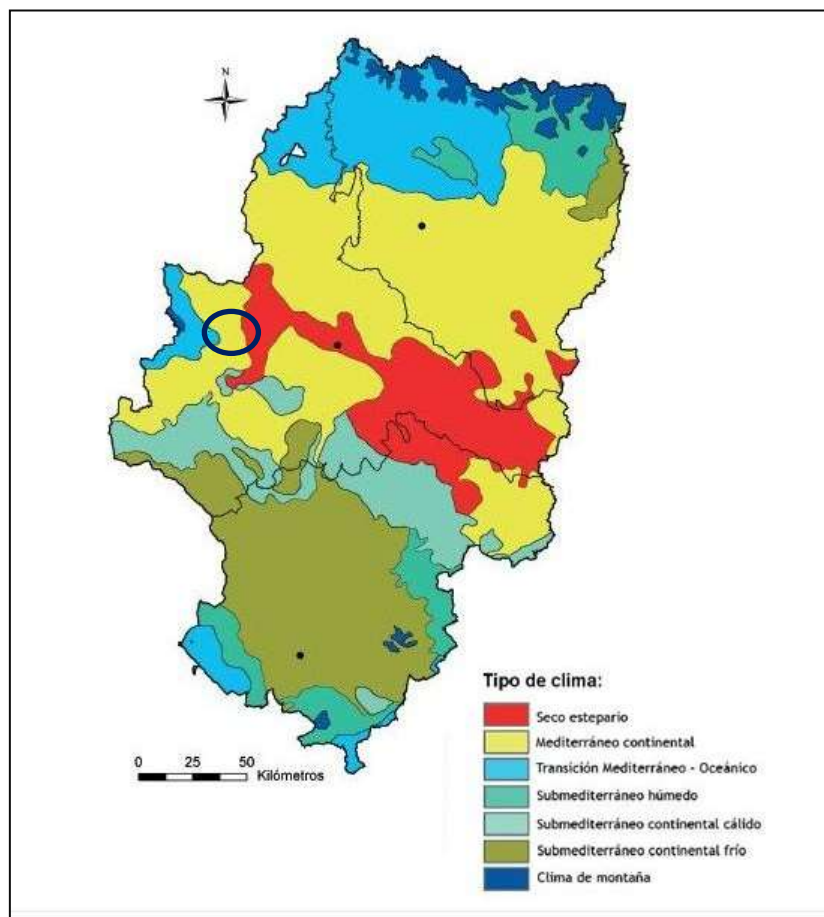 N
Tipo de clima:
Seco estepario
Mediterráneo continental
Transición Mediterráneo - Oceánico
Submediterráneo húmedo
Submediterráneo continental cálido
Submediterráneo continental frío
Clima de montaña
0 25 50
Kilómetros